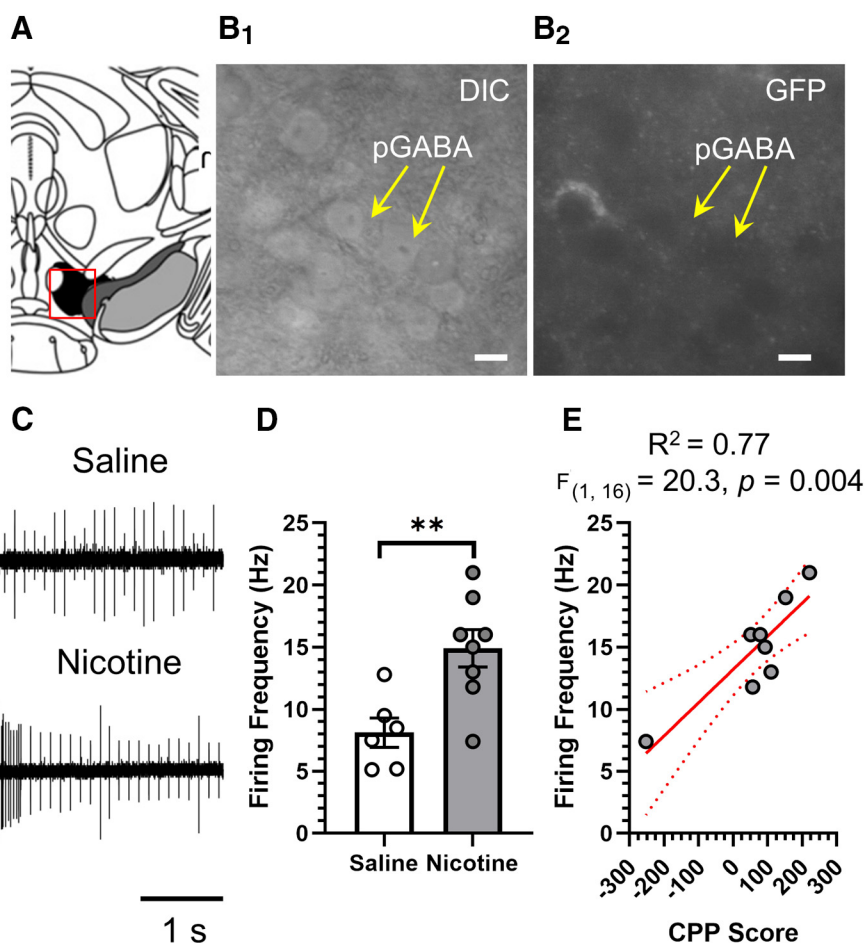 A
B1
B2
DIC
GFP
pGABA
pGABA
C
D
E
Saline
Nicotine
1 s
**
Firing Frequency (Hz)
25
20
15
10
5
0
Saline Nicotine
R² = 0.77
F(1, 16) = 20.3, p = 0.004
Firing Frequency (Hz)
25
20
15
10
5
0
-300
-200
-100
0
100
200
300
CPP Score